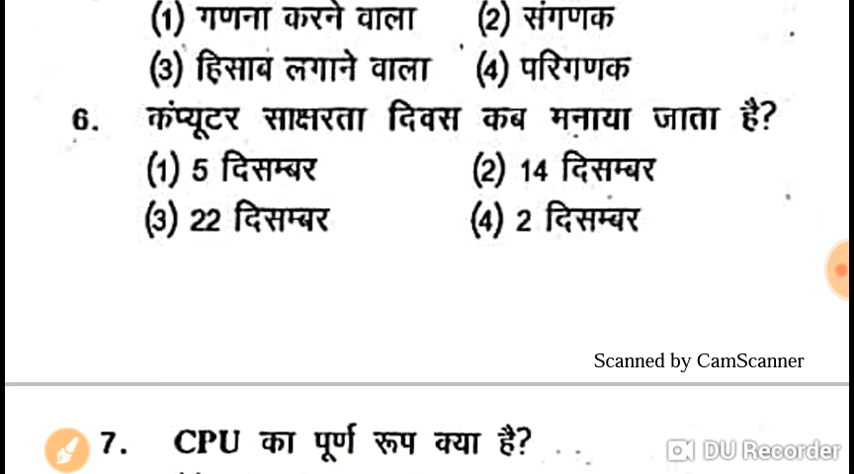 (1) गणना करने वाला (2) संगणक
(3) हिसाब लगाने वाला (4) परिगणक
6. कंप्यूटर साक्षरता दिवस कब मनाया जाता है?
(1) 5 दिसम्बर (2) 14 दिसम्बर
(3) 22 दिसम्बर (4) 2 दिसम्बर
Scanned by CamScanner
7. CPU का पूर्ण रूप क्या है?
DU Recorder